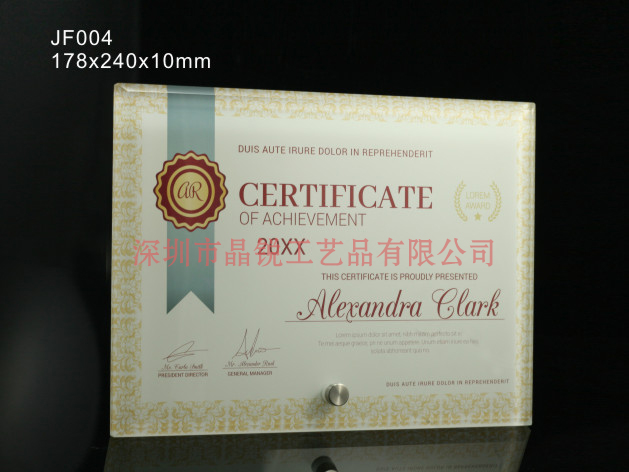 JF004
178x240x10mm
DUIS AUTE IRURE DOLOR IN REPREHENDERIT
AR
CERTIFICATE
OF ACHIEVEMENT
LOREM
AWARD
20XX
深圳市晶锐工艺品有限公司
THIS CERTIFICATE IS PROUDLY PRESENTED
Alexandra Clark
PRESIDENT DIRECTOR
GENERAL MANAGER
DUIS AUTE IRURE DOLOR IN REPREHENDERIT